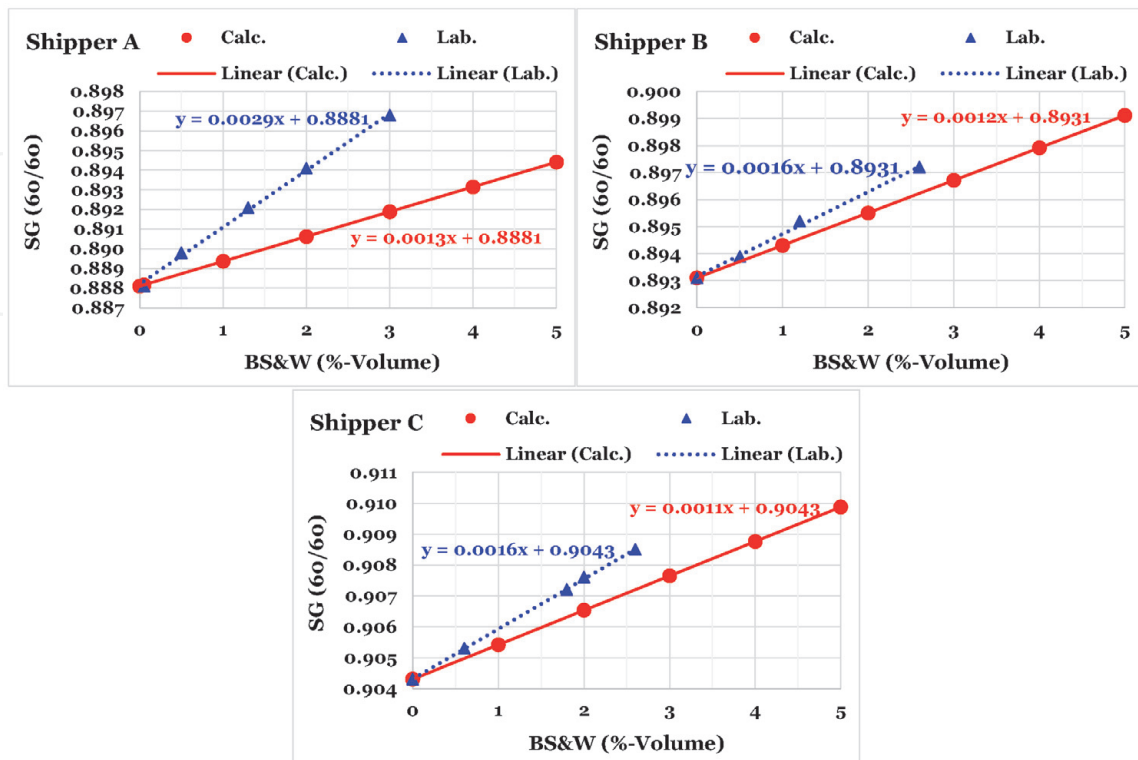 Shipper A
Calc.
Lab.
Linear (Calc.)
Linear (Lab.)
0.898
0.897
0.896
0.895
0.894
0.893
0.892
0.891
0.890
0.889
0.888
0.887
SG (60/60)
y = 0.0029x + 0.8881
y = 0.0013x + 0.8881
0 1 2 3 4 5
BS&W (%-Volume)
Shipper B
Calc.
Lab.
Linear (Calc.)
Linear (Lab.)
0.900
0.899
0.898
0.897
0.896
0.895
0.894
0.893
0.892
SG (60/60)
y = 0.0012x + 0.8931
y = 0.0016x + 0.8931
0 1 2 3 4 5
BS&W (%-Volume)
Shipper C
Calc.
Lab.
Linear (Calc.)
Linear (Lab.)
0.911
0.910
0.909
0.908
0.907
0.906
0.905
0.904
SG (60/60)
y = 0.0011x + 0.9043
y = 0.0016x + 0.9043
0 1 2 3 4 5
BS&W (%-Volume)